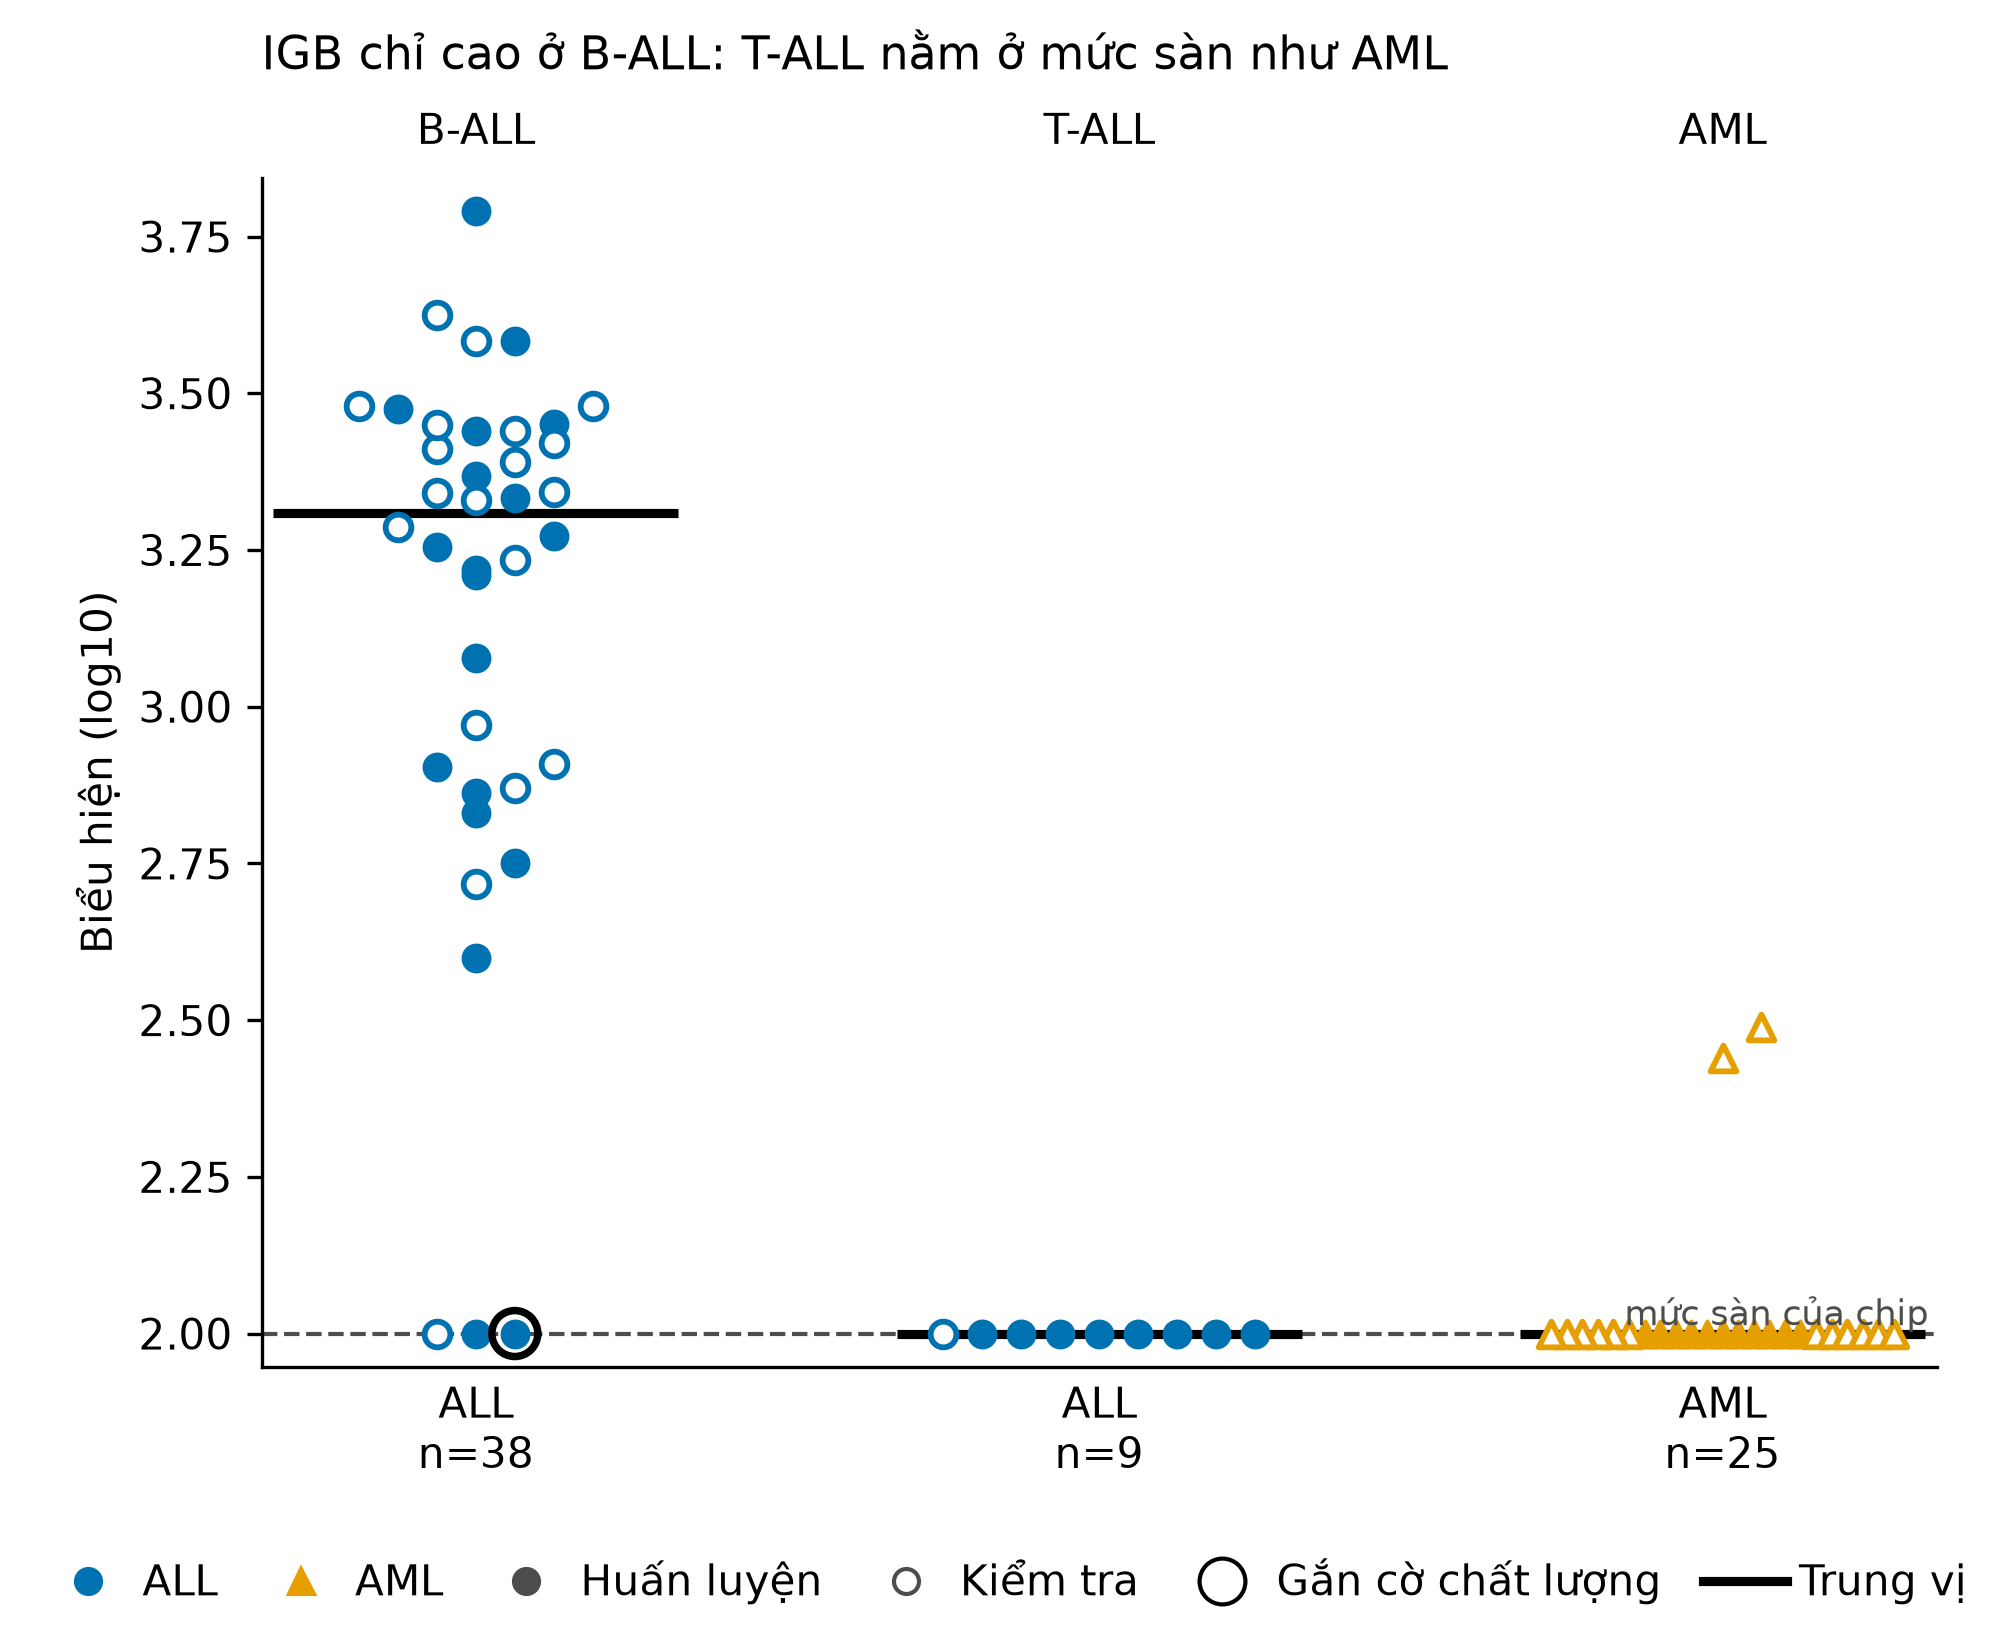 IGB chỉ cao ở B-ALL: T-ALL nằm ở mức sàn như AML
B-ALL T-ALL AML
Biểu hiện (log10)
3.75
3.50
3.25
3.00
2.75
2.50
2.25
2.00
mức sàn của chip
ALL ALL AML
n=38 n=9 n=25
ALL AML Huấn luyện Kiểm tra Gắn cờ chất lượng Trung vị